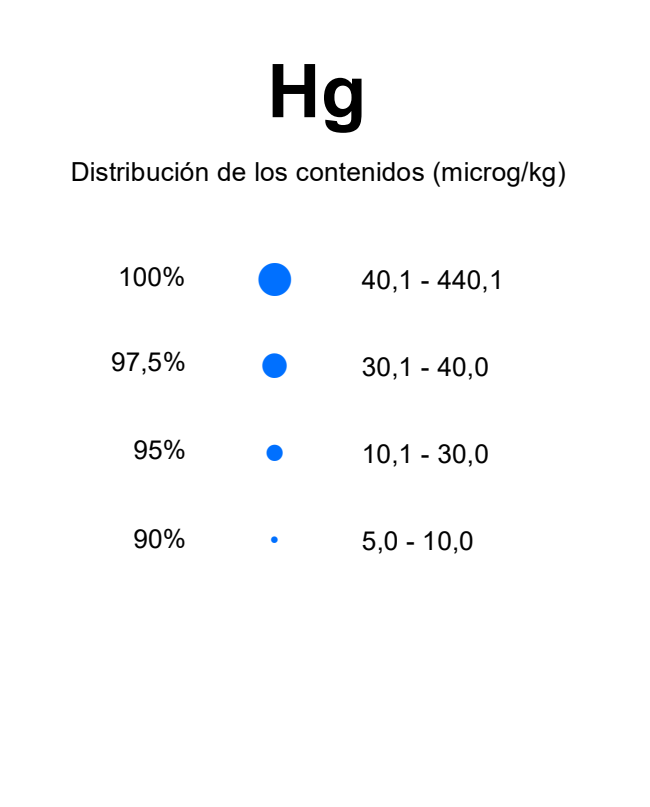 Hg
Distribución de los contenidos (microg/kg)
100% 40,1 - 440,1
97,5% 30,1 - 40,0
95% 10,1 - 30,0
90% 5,0 - 10,0